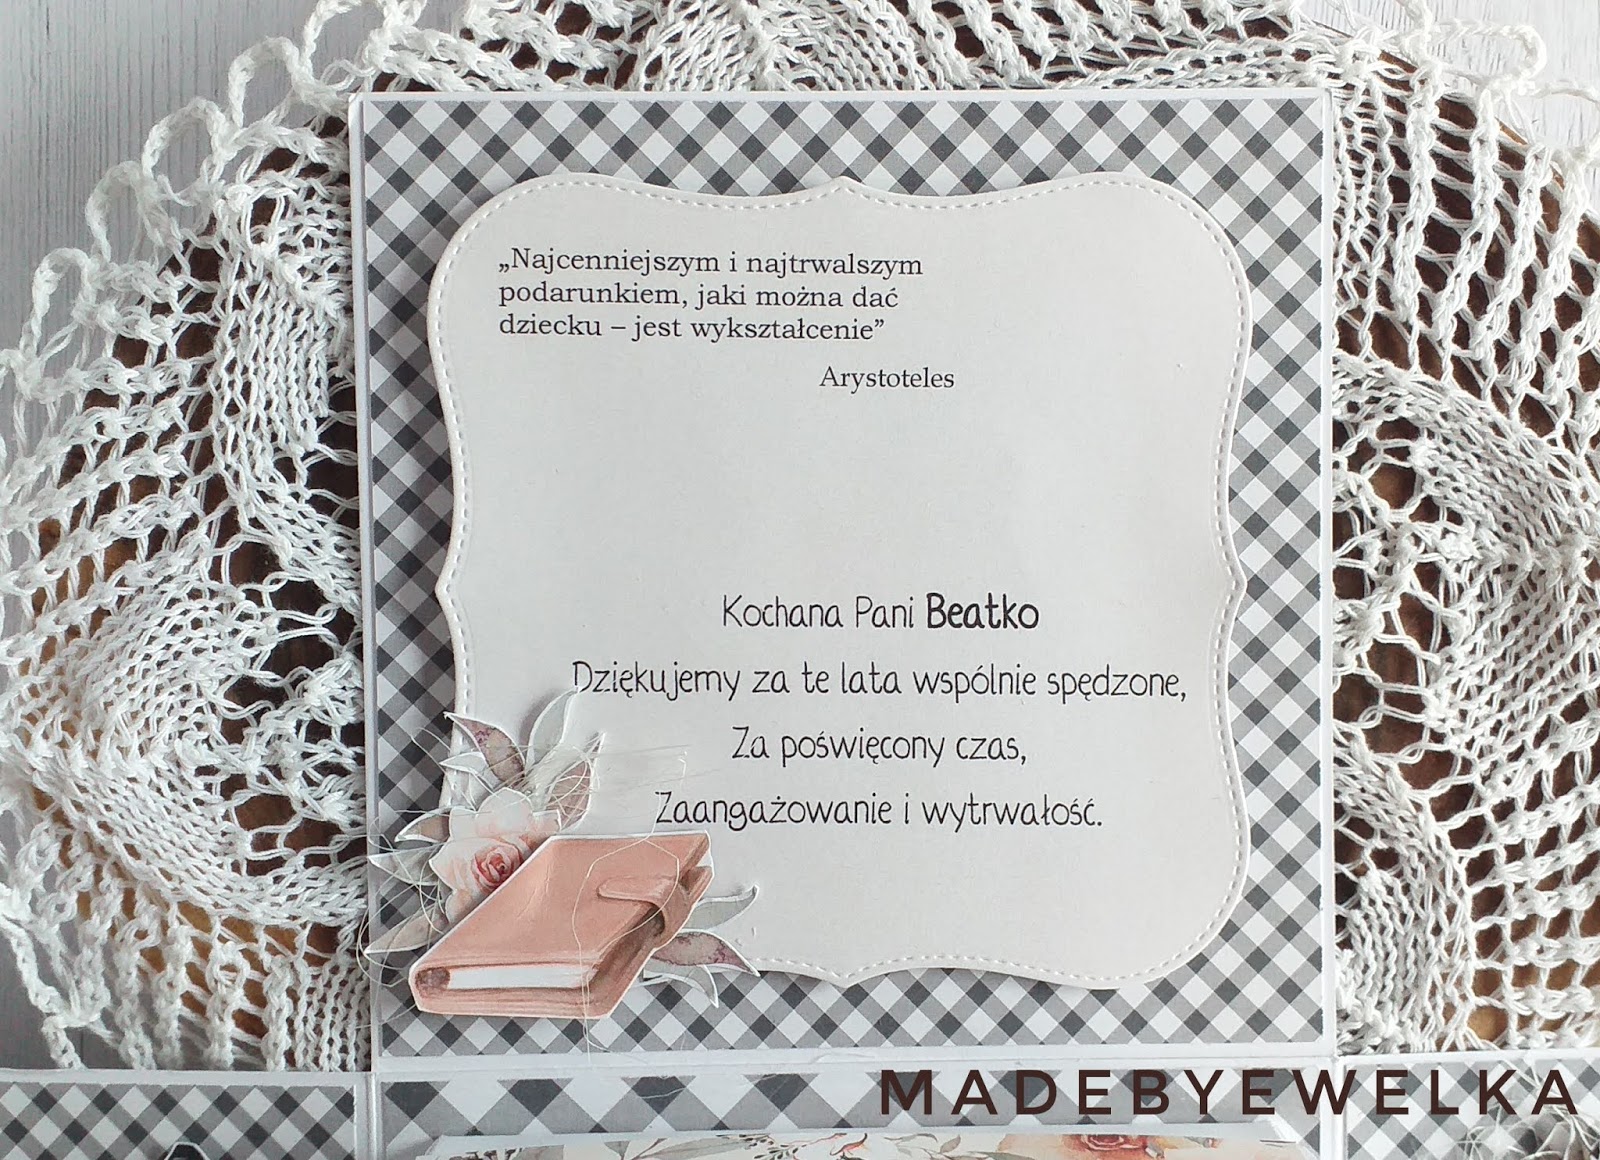 „Najcenniejszym i najtrwalszym
podarunkiem, jaki można dać
dziecku – jest wykształcenie”
Arystoteles
Kochana Pani Beatko
Dziękujemy za te lata wspólnie spędzone,
Za poświęcony czas,
Zaangażowanie i wytrwałość.
MADEBYEWELKA